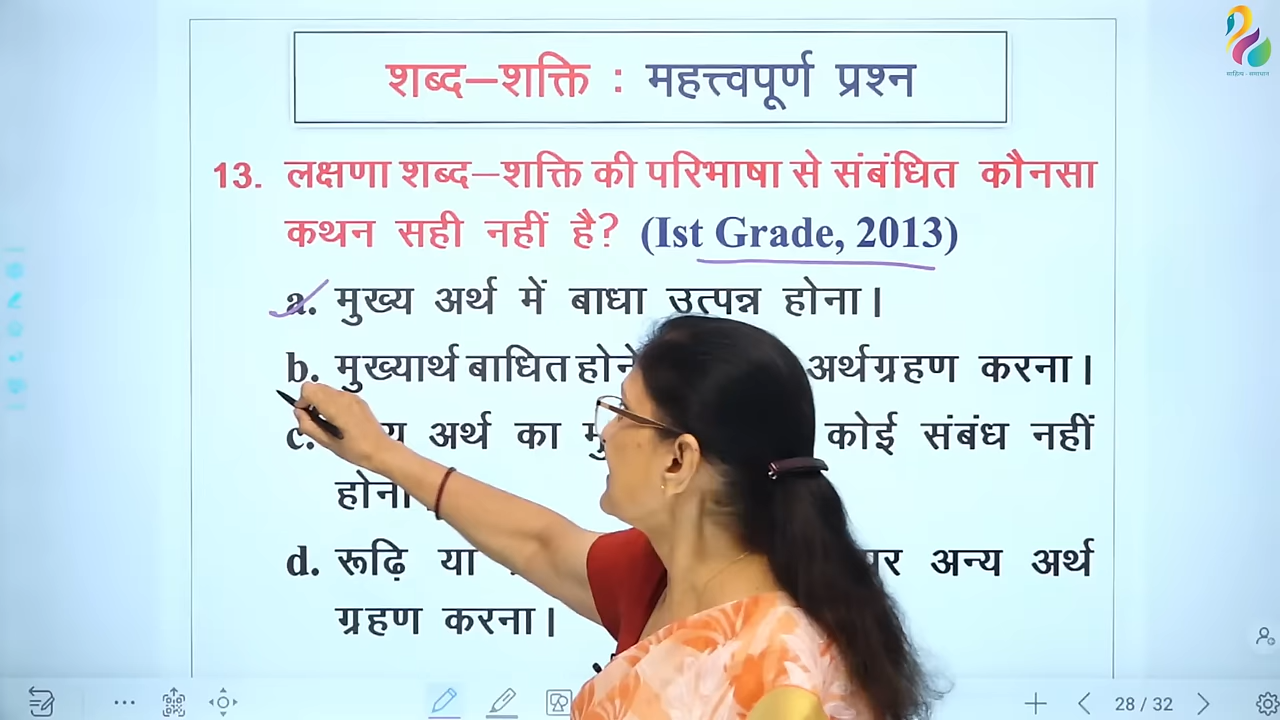 साहित्य - समाधान
शब्द–शक्ति : महत्त्वपूर्ण प्रश्न
13. लक्षणा शब्द–शक्ति की परिभाषा से संबंधित कौनसा
कथन सही नहीं है? (Ist Grade, 2013)
a. मुख्य अर्थ में बाधा उत्पन्न होना।
b. मुख्यार्थ बाधित अर्थग्रहण करना।
c. अर्थ का कोई संबंध नहीं
होना
d. रूढ़ि या अन्य अर्थ
ग्रहण करना।
28 / 32